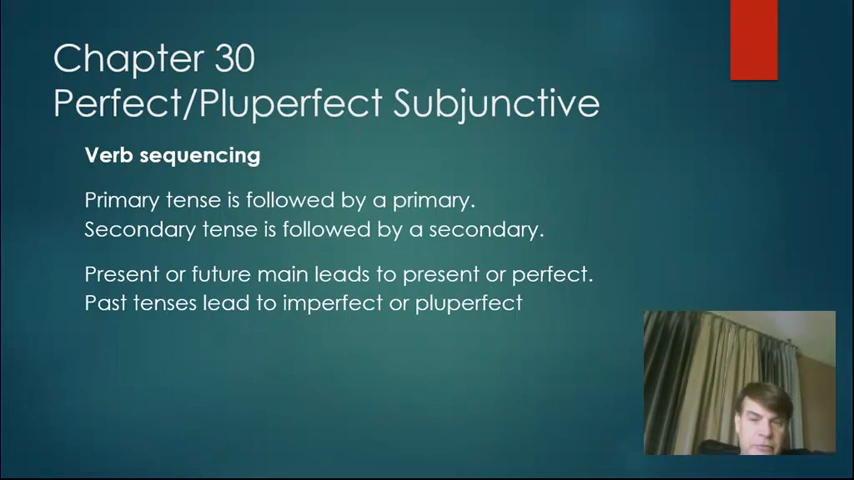 Chapter 30
Perfect/Pluperfect Subjunctive
Verb sequencing
Primary tense is followed by a primary.
Secondary tense is followed by a secondary.
Present or future main leads to present or perfect.
Past tenses lead to imperfect or pluperfect